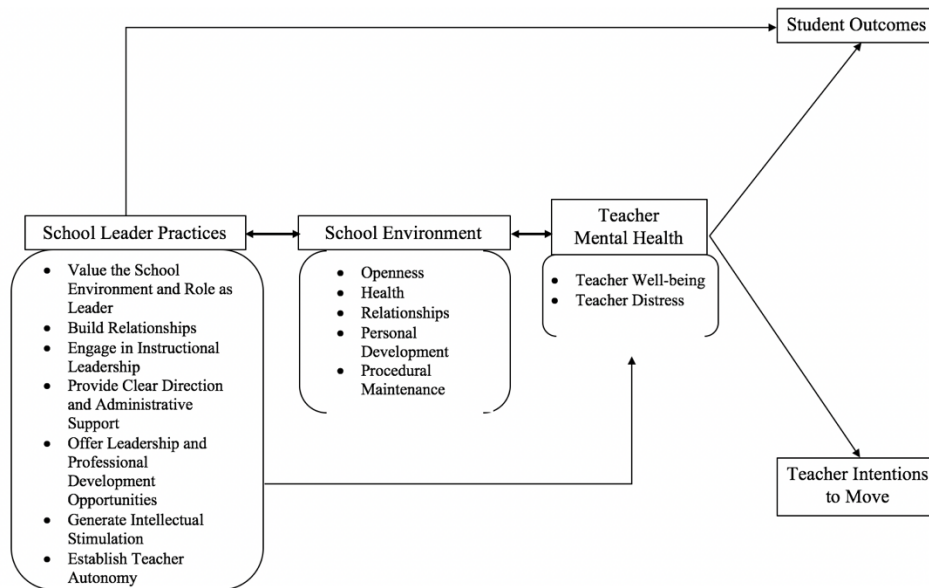 Student Outcomes
School Leader Practices
• Value the School
Environment and Role as
Leader
• Build Relationships
• Engage in Instructional
Leadership
• Provide Clear Direction
and Administrative
Support
• Offer Leadership and
Professional
Development
Opportunities
• Generate Intellectual
Stimulation
• Establish Teacher
Autonomy
School Environment
• Openness
• Health
• Relationships
• Personal
Development
• Procedural
Maintenance
Teacher
Mental Health
• Teacher Well-being
• Teacher Distress
Teacher Intentions
to Move